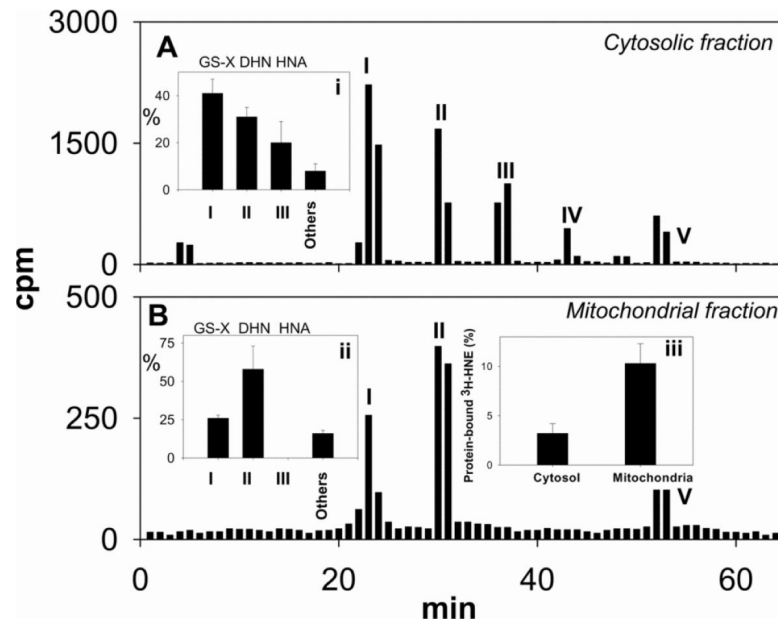 3000
1500
0
A
Cytosolic fraction
GS-X DHN HNA
i
%
40
20
0
I II III Others
I
II
III
IV
V
cpm
500
250
0
B
Mitochondrial fraction
GS-X DHN HNA
ii
%
75
50
25
0
I II III Others
I
II
V
iii
Protein-bound ³H-HNE (%)
10
5
0
Cytosol Mitochondria
0 20 40 60
min